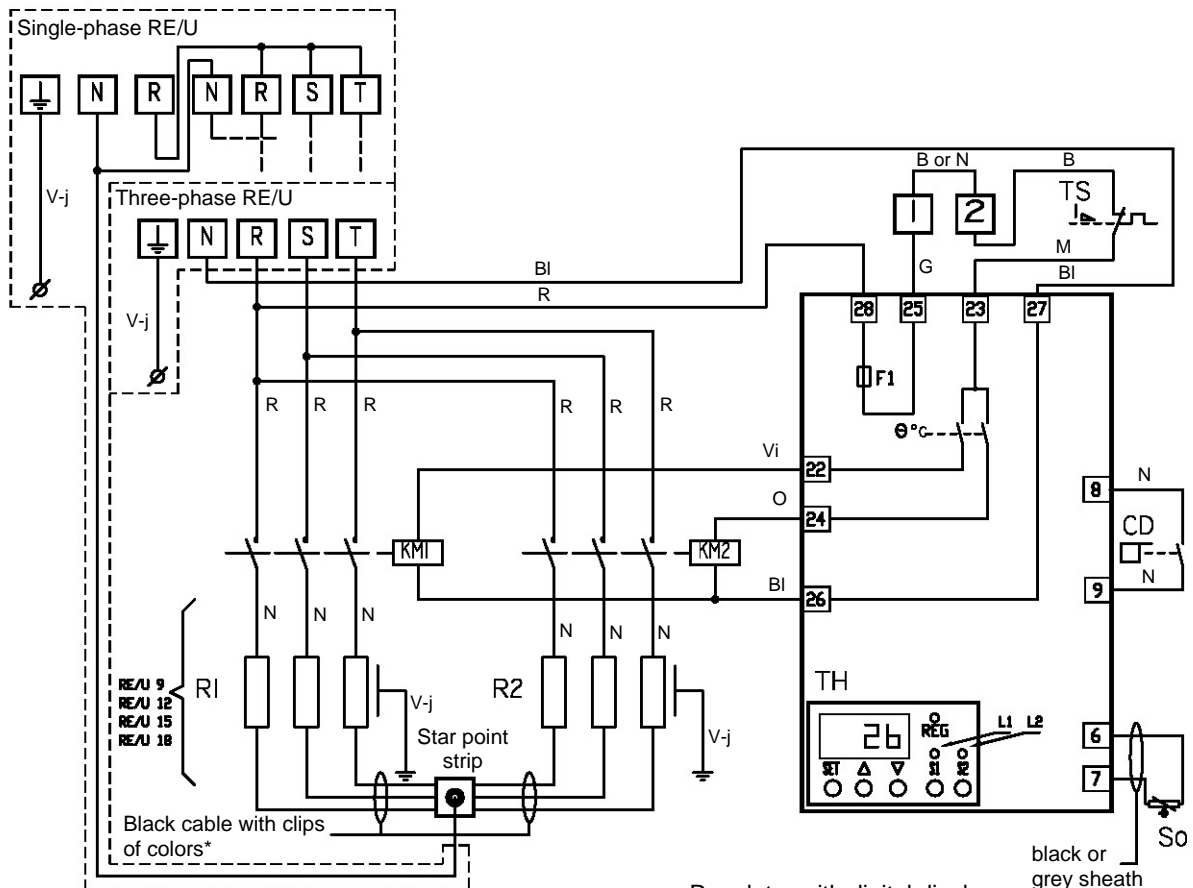 Single-phase RE/U
N R N R S T
V-j
Three-phase RE/U
N R S T
V-j
B or N
B
TS
1 2
M
G
Bl
Bl
R
28 25 23 27
F1
R R R
R R R
θ°C
Vi
22
O
24
8
N
CD
KM1
KM2
Bl
26
9
N
N N N
N N N
RE/U 9
RE/U 12
RE/U 15
RE/U 18
R1
R2
V-j
V-j
TH
26
REG
L1 L2
SET
S1 S2
6
7
Star point
strip
So
Black cable with clips
of colors*
black or
grey sheath